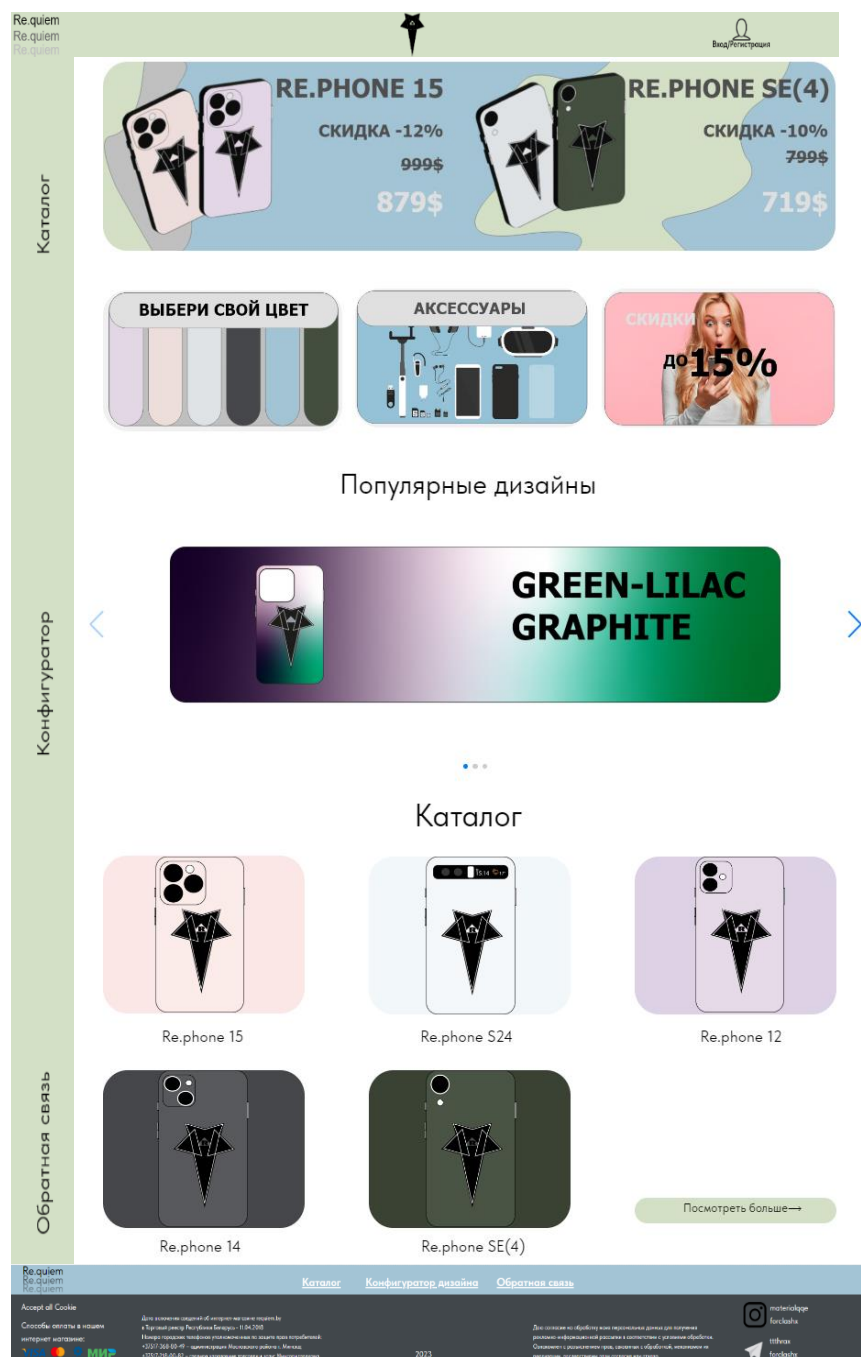 Re.quiem
Re.quiem
Re.quiem
Вход/Регистрация
Каталог
Конфигуратор
Обратная связь
RE.PHONE 15
СКИДКА -12%
999$
879$
RE.PHONE SE(4)
СКИДКА -10%
799$
719$
ВЫБЕРИ СВОЙ ЦВЕТ
АКСЕССУАРЫ
СКИДКИ
ДО 15%
Популярные дизайны
GREEN-LILAC
GRAPHITE
Каталог
Re.phone 15
Re.phone S24
Re.phone 12
Re.phone 14
Re.phone SE(4)
Посмотреть больше→
Re.quiem
Re.quiem
Re.quiem
Каталог Конфигуратор дизайна Обратная связь
Accept all Cookie
Способы оплаты в нашем
интернет магазине:
МИР
2023
materialqqe
forclashx
ttthrax
forclashx